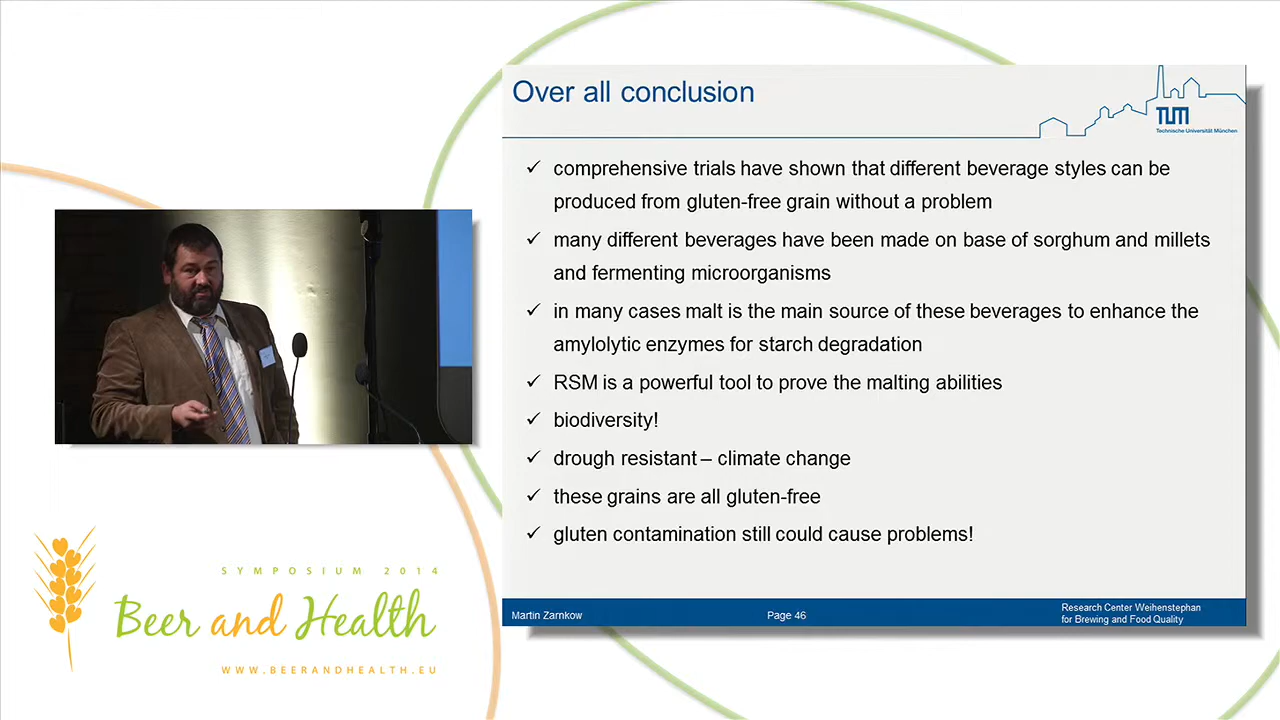 Over all conclusion
TUM
Technische Universität München
comprehensive trials have shown that different beverage styles can be
produced from gluten-free grain without a problem
many different beverages have been made on base of sorghum and millets
and fermenting microorganisms
in many cases malt is the main source of these beverages to enhance the
amylolytic enzymes for starch degradation
RSM is a powerful tool to prove the malting abilities
biodiversity!
drough resistant – climate change
these grains are all gluten-free
gluten contamination still could cause problems!
Martin Zarnkow
Page 46
Research Center Weihenstephan
for Brewing and Food Quality
SYMPOSIUM 2014
Beer and Health
WWW.BEERANDHEALTH.EU